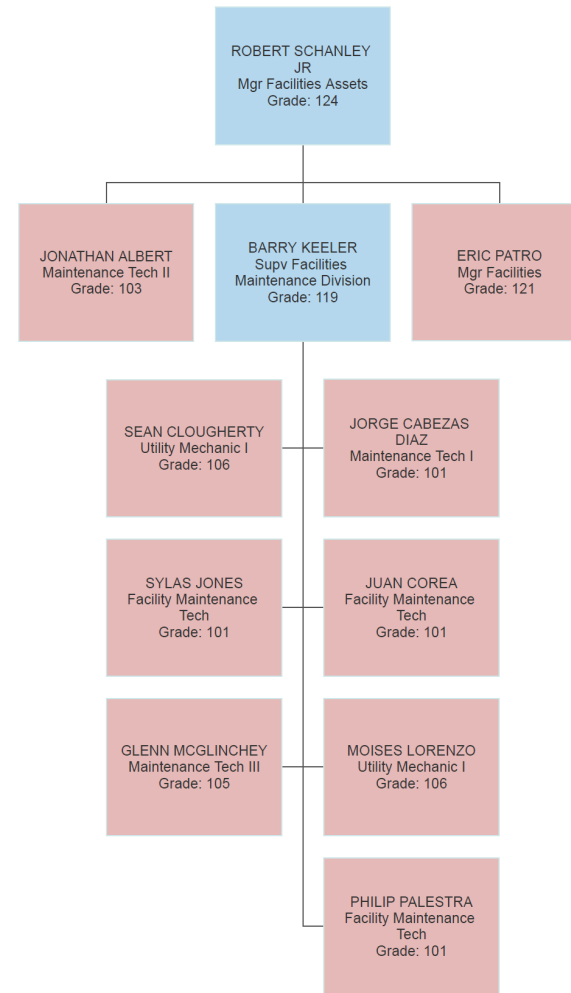 ROBERT SCHANLEY
JR
Mgr Facilities Assets
Grade: 124
JONATHAN ALBERT
Maintenance Tech II
Grade: 103
BARRY KEELER
Supv Facilities
Maintenance Division
Grade: 119
ERIC PATRO
Mgr Facilities
Grade: 121
SEAN CLOUGHERTY
Utility Mechanic I
Grade: 106
JORGE CABEZAS
DIAZ
Maintenance Tech I
Grade: 101
SYLAS JONES
Facility Maintenance
Tech
Grade: 101
JUAN COREA
Facility Maintenance
Tech
Grade: 101
GLENN MCGLINCHEY
Maintenance Tech III
Grade: 105
MOISES LORENZO
Utility Mechanic I
Grade: 106
PHILIP PALESTRA
Facility Maintenance
Tech
Grade: 101